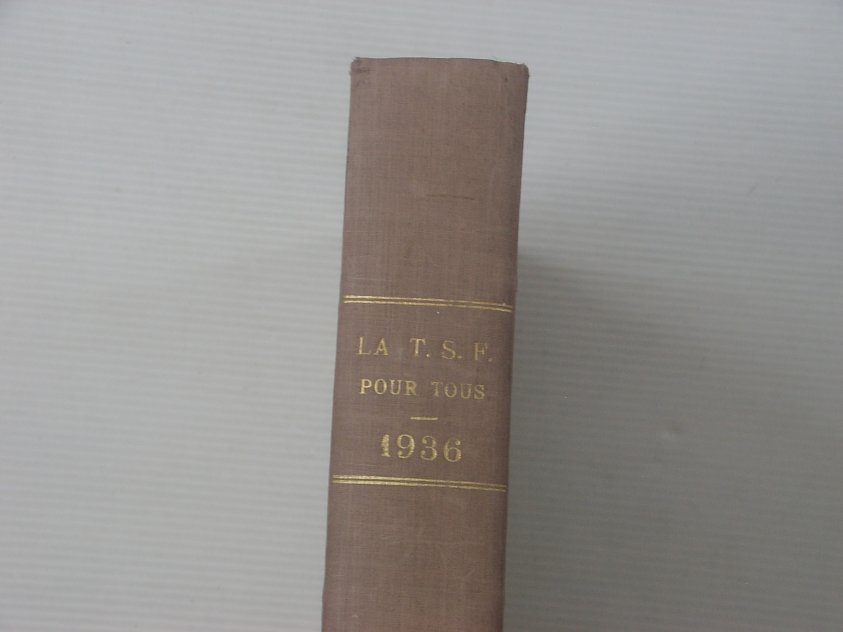 LA T. S. F.
POUR TOUS
1936